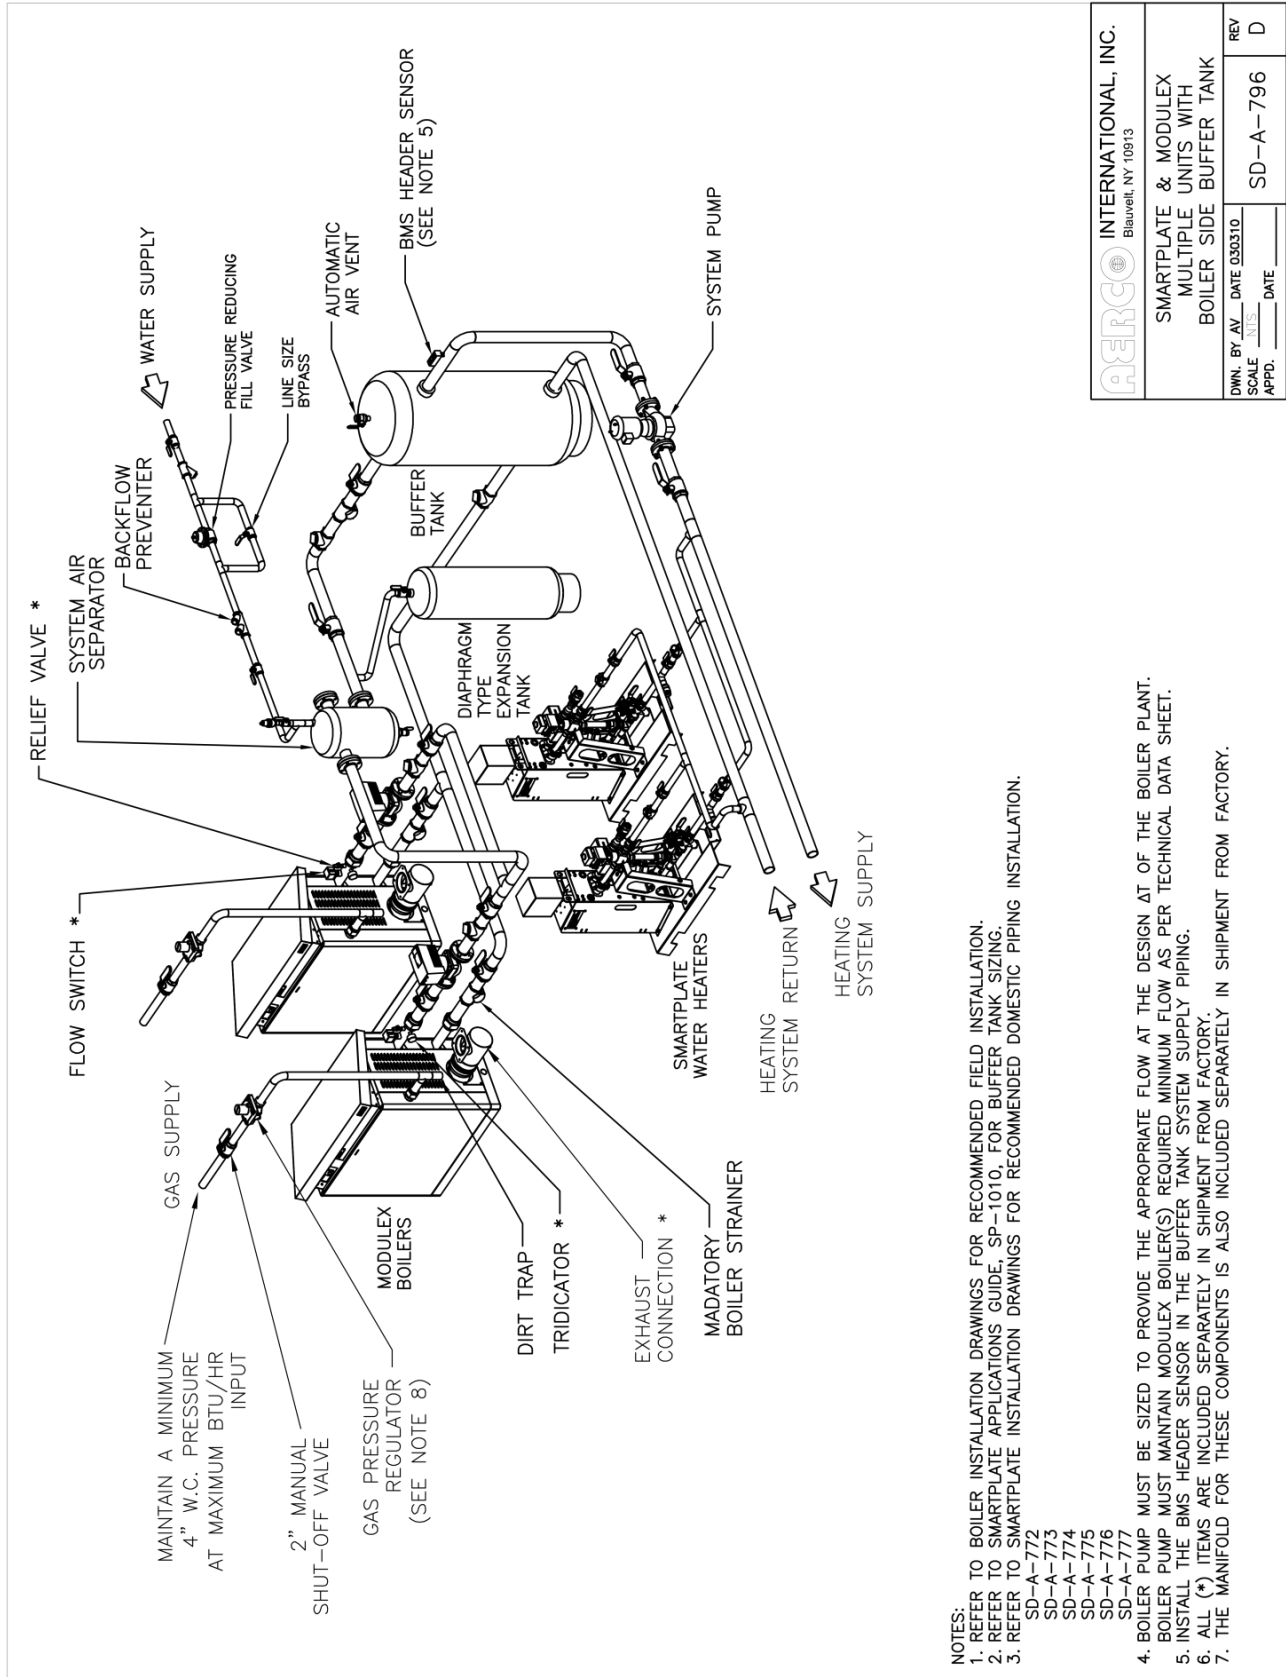 WATER SUPPLY
PRESSURE REDUCING
FILL VALVE
LINE SIZE
BYPASS
AUTOMATIC
AIR VENT
BMS HEADER SENSOR
(SEE NOTE 5)
SYSTEM PUMP
BACKFLOW
PREVENTER
SYSTEM AIR
SEPARATOR
RELIEF VALVE *
FLOW SWITCH *
BUFFER
TANK
DIAPHRAGM
TYPE
EXPANSION
TANK
GAS SUPPLY
MAINTAIN A MINIMUM
4" W.C. PRESSURE
AT MAXIMUM BTU/HR
INPUT
2" MANUAL
SHUT-OFF VALVE
GAS PRESSURE
REGULATOR
(SEE NOTE 8)
MODULEX
BOILERS
DIRT TRAP
TRIDICATOR *
EXHAUST
CONNECTION *
MADATORY
BOILER STRAINER
SMARTPLATE
WATER HEATERS
HEATING
SYSTEM RETURN
HEATING
SYSTEM SUPPLY
NOTES:
1. REFER TO BOILER INSTALLATION DRAWINGS FOR RECOMMENDED FIELD INSTALLATION.
2. REFER TO SMARTPLATE APPLICATIONS GUIDE, SP-1010, FOR BUFFER TANK SIZING.
3. REFER TO SMARTPLATE INSTALLATION DRAWINGS FOR RECOMMENDED DOMESTIC PIPING INSTALLATION.
SD-A-772
SD-A-773
SD-A-774
SD-A-775
SD-A-776
SD-A-777
4. BOILER PUMP MUST BE SIZED TO PROVIDE THE APPROPRIATE FLOW AT THE DESIGN ΔT OF THE BOILER PLANT.
BOILER PUMP MUST MAINTAIN MODULEX BOILER(S) REQUIRED MINIMUM FLOW AS PER TECHNICAL DATA SHEET.
5. INSTALL THE BMS HEADER SENSOR IN THE BUFFER TANK SYSTEM SUPPLY PIPING.
6. ALL (*) ITEMS ARE INCLUDED SEPARATELY IN SHIPMENT FROM FACTORY.
7. THE MANIFOLD FOR THESE COMPONENTS IS ALSO INCLUDED SEPARATELY IN SHIPMENT FROM FACTORY.
AERCO INTERNATIONAL, INC.
Blauvelt, NY 10913
SMARTPLATE & MODULEX
MULTIPLE UNITS WITH
BOILER SIDE BUFFER TANK
DWN. BY AV DATE 030310
SCALE NTS
APPD. DATE
SD-A-796
REV
D